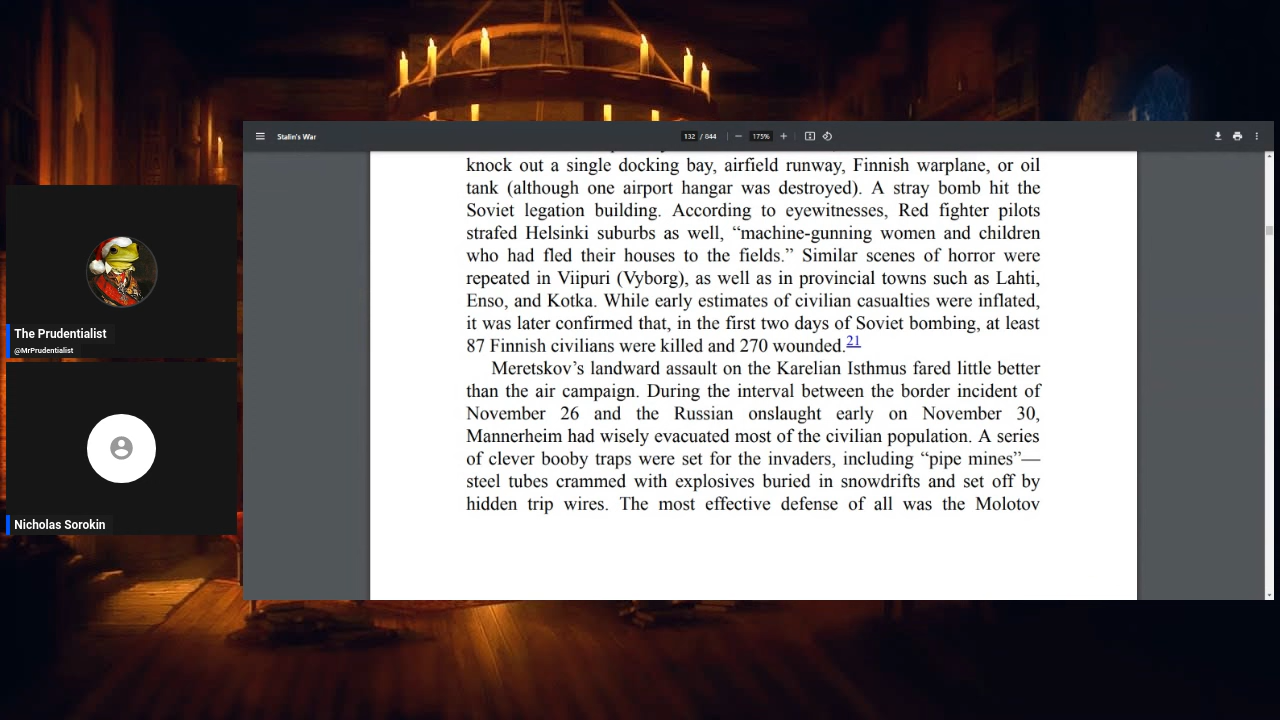 Stalin's War
132 / 844
175%
knock out a single docking bay, airfield runway, Finnish warplane, or oil
tank (although one airport hangar was destroyed). A stray bomb hit the
Soviet legation building. According to eyewitnesses, Red fighter pilots
strafed Helsinki suburbs as well, “machine-gunning women and children
who had fled their houses to the fields.” Similar scenes of horror were
repeated in Viipuri (Vyborg), as well as in provincial towns such as Lahti,
Enso, and Kotka. While early estimates of civilian casualties were inflated,
it was later confirmed that, in the first two days of Soviet bombing, at least
87 Finnish civilians were killed and 270 wounded.21
Meretskov’s landward assault on the Karelian Isthmus fared little better
than the air campaign. During the interval between the border incident of
November 26 and the Russian onslaught early on November 30,
Mannerheim had wisely evacuated most of the civilian population. A series
of clever booby traps were set for the invaders, including “pipe mines”—
steel tubes crammed with explosives buried in snowdrifts and set off by
hidden trip wires. The most effective defense of all was the Molotov
The Prudentialist
@MrPrudentialist
Nicholas Sorokin